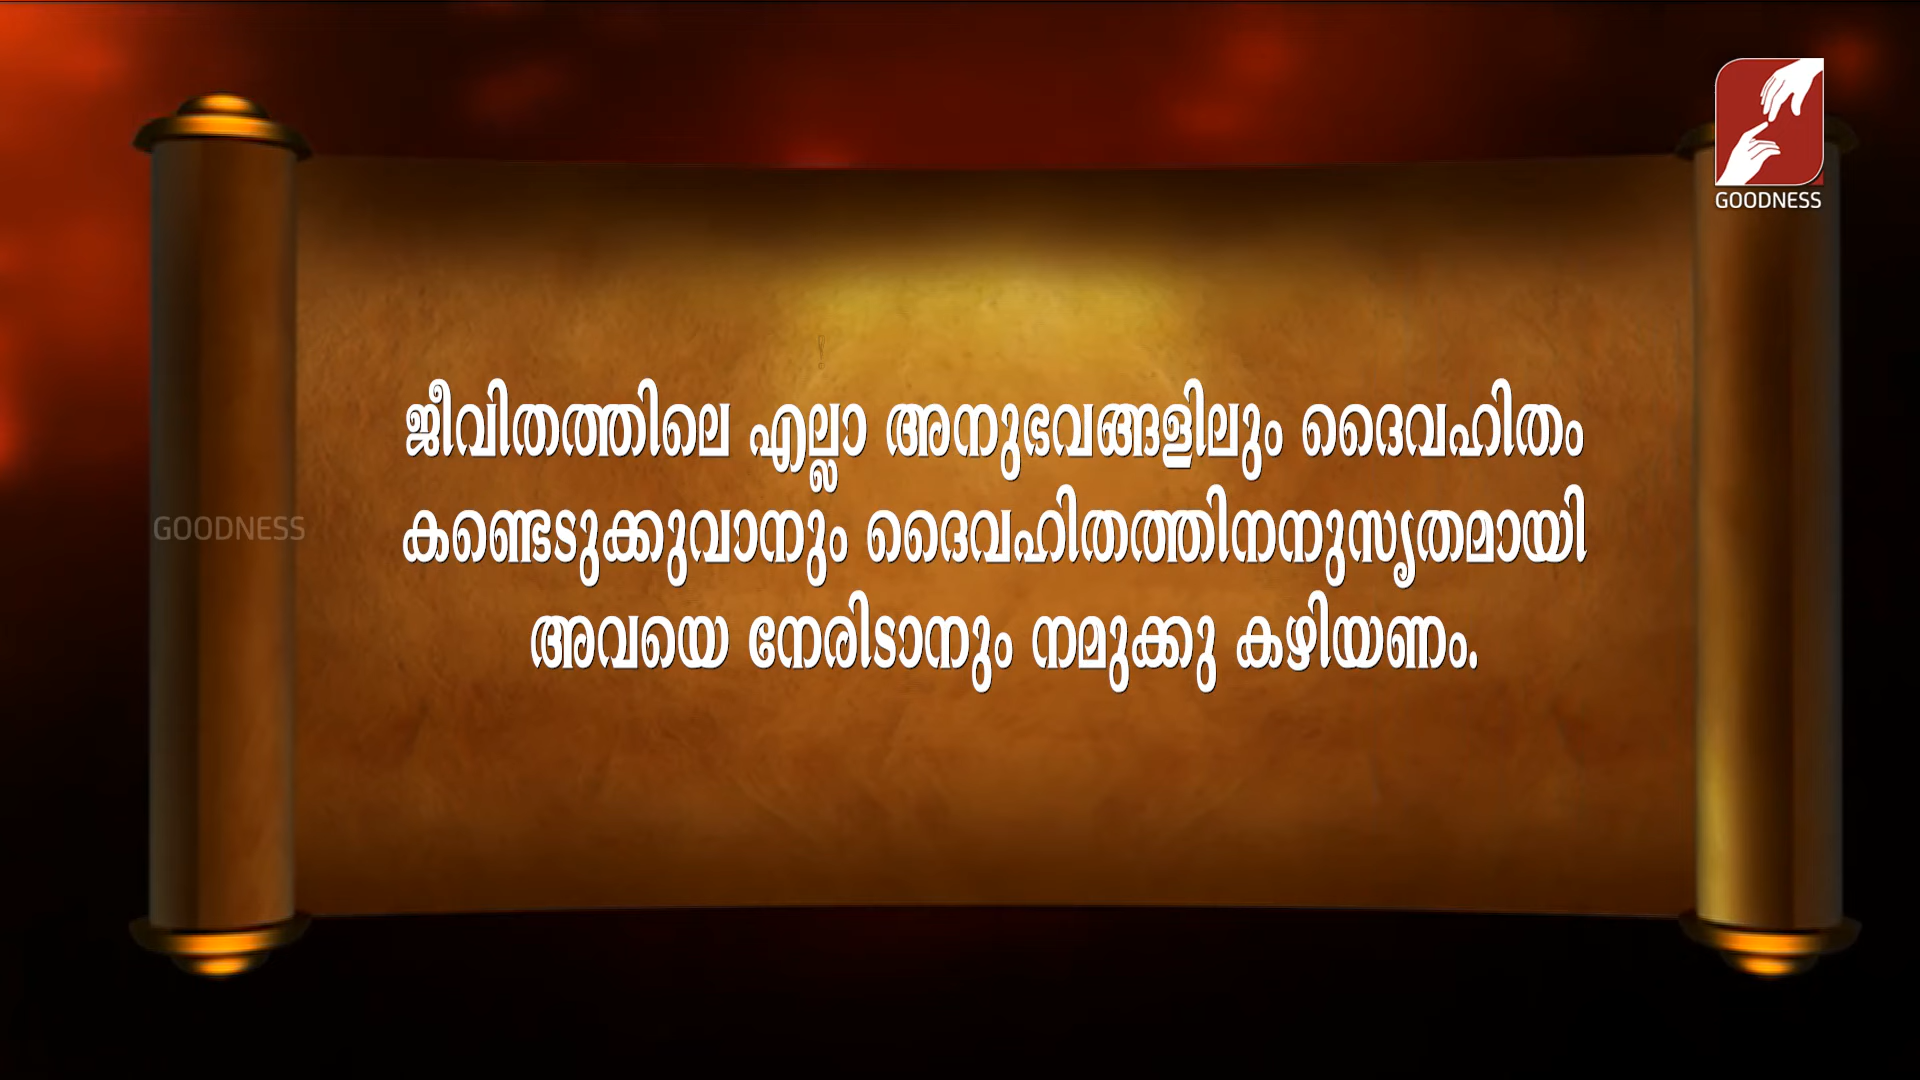 GOODNESS
ജീവിതത്തിലെ എല്ലാ അനുഭവങ്ങളിലും ദൈവഹിതം
കണ്ടെടുക്കുവാനും ദൈവഹിതത്തിനനുസൃതമായി
അവയെ നേരിടാനും നമുക്കു കഴിയണം.
GOODNESS